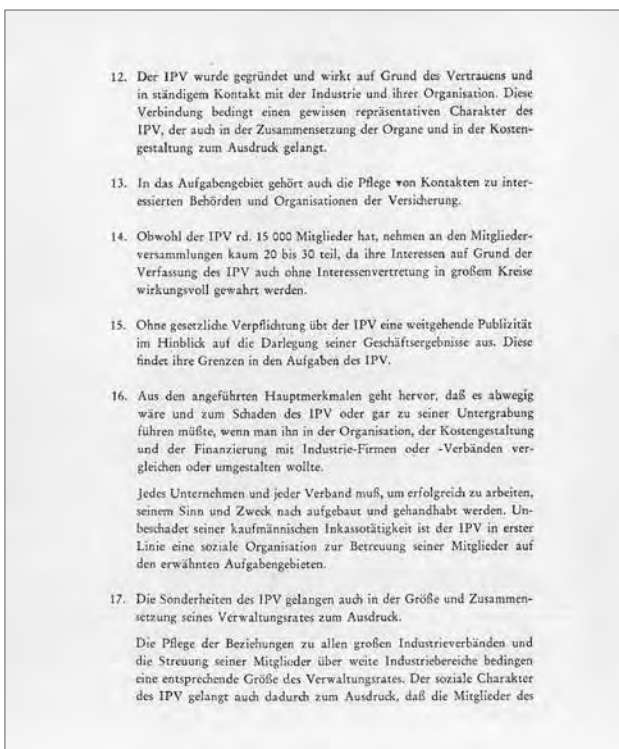 12. Der IPV wurde gegründet und wirkt auf Grund des Vertrauens und
in ständigem Kontakt mit der Industrie und ihrer Organisation. Diese
Verbindung bedingt einen gewissen repräsentativen Charakter des
IPV, der auch in der Zusammensetzung der Organe und in der Kosten-
gestaltung zum Ausdruck gelangt.
13. In das Aufgabengebiet gehört auch die Pflege von Kontakten zu inter-
essierten Behörden und Organisationen der Versicherung.
14. Obwohl der IPV rd. 15 000 Mitglieder hat, nehmen an den Mitglieder-
versammlungen kaum 20 bis 30 teil, da ihre Interessen auf Grund der
Verfassung des IPV auch ohne Interessenvertretung in großem Kreise
wirkungsvoll gewahrt werden.
15. Ohne gesetzliche Verpflichtung übt der IPV eine weitgehende Publizität
im Hinblick auf die Darlegung seiner Geschäftsergebnisse aus. Diese
findet ihre Grenzen in den Aufgaben des IPV.
16. Aus den angeführten Hauptmerkmalen geht hervor, daß es abwegig
wäre und zum Schaden des IPV oder gar zu seiner Untergrabung
führen müßte, wenn man ihn in der Organisation, der Kostengestaltung
und der Finanzierung mit Industrie-Firmen oder -Verbänden ver-
gleichen oder umgestalten wollte.
Jedes Unternehmen und jeder Verband muß, um erfolgreich zu arbeiten,
seinem Sinn und Zweck nach aufgebaut und gehandhabt werden. Un-
beschadet seiner kaufmännischen Inkassotätigkeit ist der IPV in erster
Linie eine soziale Organisation zur Betreuung seiner Mitglieder auf
den erwähnten Aufgabengebieten.
17. Die Sonderheiten des IPV gelangen auch in der Größe und Zusammen-
setzung seines Verwaltungsrates zum Ausdruck.
Die Pflege der Beziehungen zu allen großen Industrieverbänden und
die Streuung seiner Mitglieder über weite Industriebereiche bedingen
eine entsprechende Größe des Verwaltungsrates. Der soziale Charakter
des IPV gelangt auch dadurch zum Ausdruck, daß die Mitglieder des